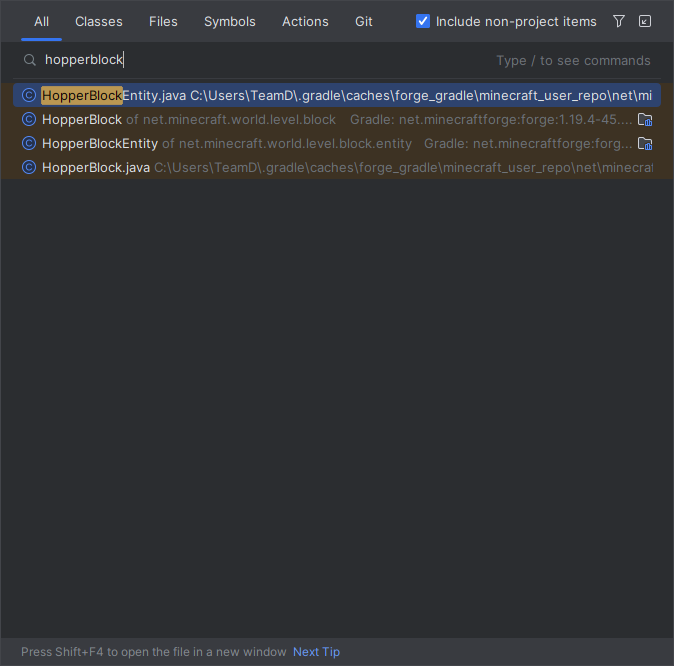 All Classes Files Symbols Actions Git Include non-project items
hopperblock Type / to see commands
HopperBlockEntity.java C:\Users\TeamD\.gradle\caches\forge_gradle\minecraft_user_repo\net\mi
HopperBlock of net.minecraft.world.level.block Gradle: net.minecraftforge:forge:1.19.4-45....
HopperBlockEntity of net.minecraft.world.level.block.entity Gradle: net.minecraftforge:forg...
HopperBlock.java C:\Users\TeamD\.gradle\caches\forge_gradle\minecraft_user_repo\net\minecraf
Press Shift+F4 to open the file in a new window Next Tip